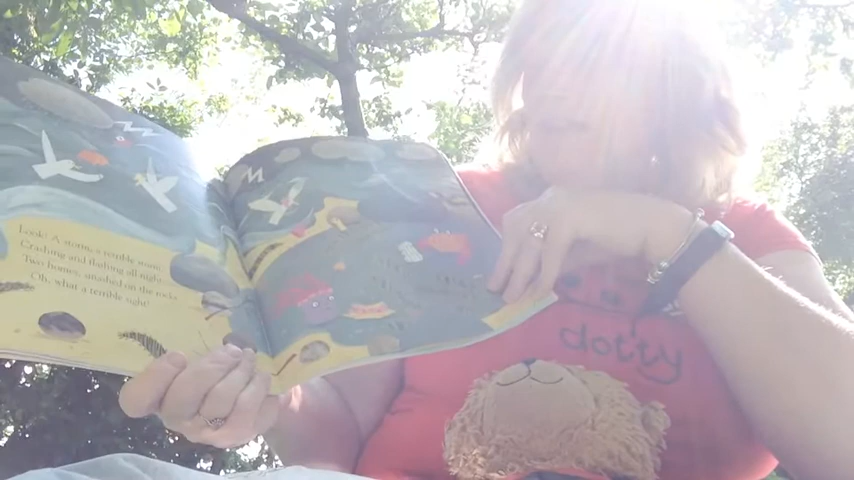 Look! A storm, a terrible storm
Crashing and flashing all night.
Two homes, smashed on the rocks.
Oh, what a terrible sight!
dotty